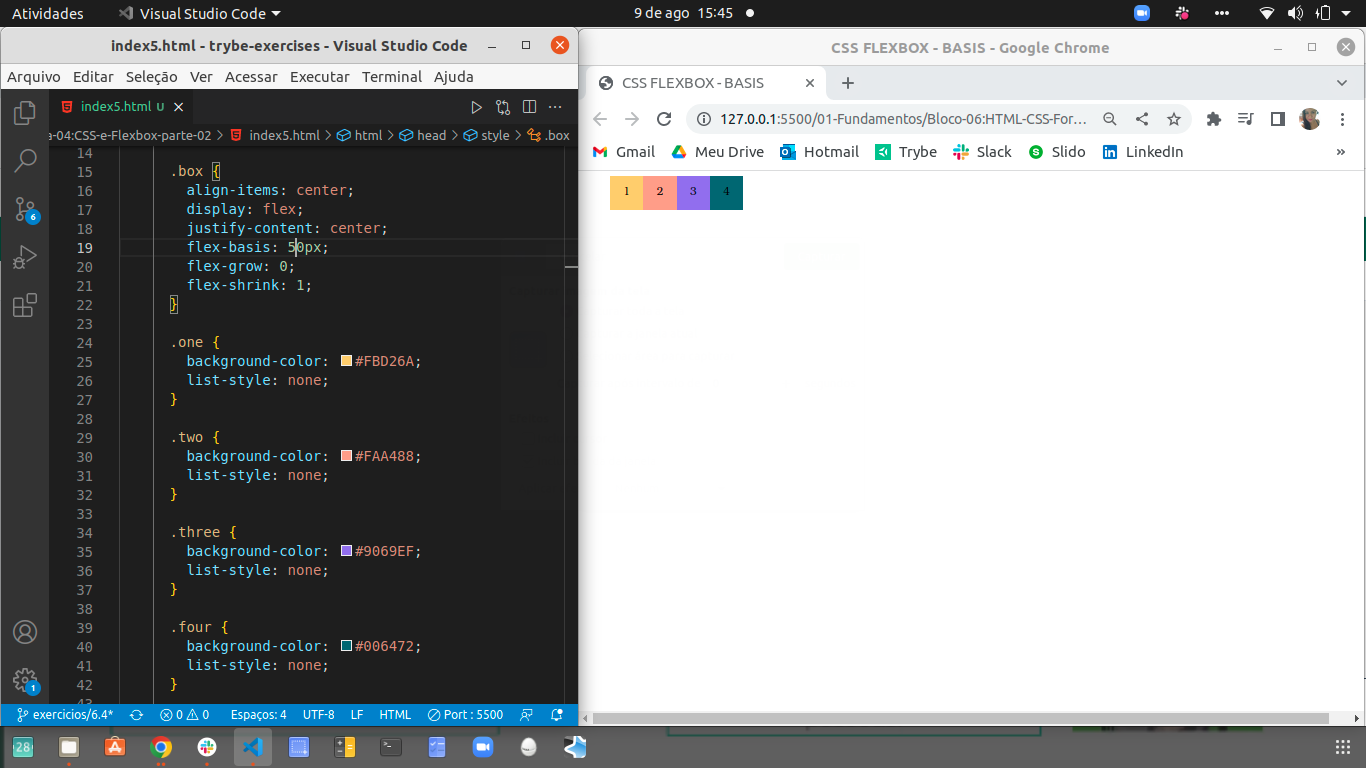 Atividades
Visual Studio Code
9 de ago 15:45
index5.html - trybe-exercises - Visual Studio Code
Arquivo Editar Seleção Ver Acessar Executar Terminal Ajuda
index5.html U
a-04:CSS-e-Flexbox-parte-02 > index5.html > html > head > style > .box
14
15 .box {
16 align-items: center;
17 display: flex;
18 justify-content: center;
19 flex-basis: 50px;
20 flex-grow: 0;
21 flex-shrink: 1;
22 }
23
24 .one {
25 background-color: #FBD26A;
26 list-style: none;
27 }
28
29 .two {
30 background-color: #FAA488;
31 list-style: none;
32 }
33
34 .three {
35 background-color: #9069EF;
36 list-style: none;
37 }
38
39 .four {
40 background-color: #006472;
41 list-style: none;
42 }
43
6
1
exercicios/6.4* 0 0 Espaços: 4 UTF-8 LF HTML Port : 5500
CSS FLEXBOX - BASIS - Google Chrome
CSS FLEXBOX - BASIS
127.0.0.1:5500/01-Fundamentos/Bloco-06:HTML-CSS-For...
Gmail Meu Drive Hotmail Trybe Slack Slido LinkedIn »
1 2 3 4
28